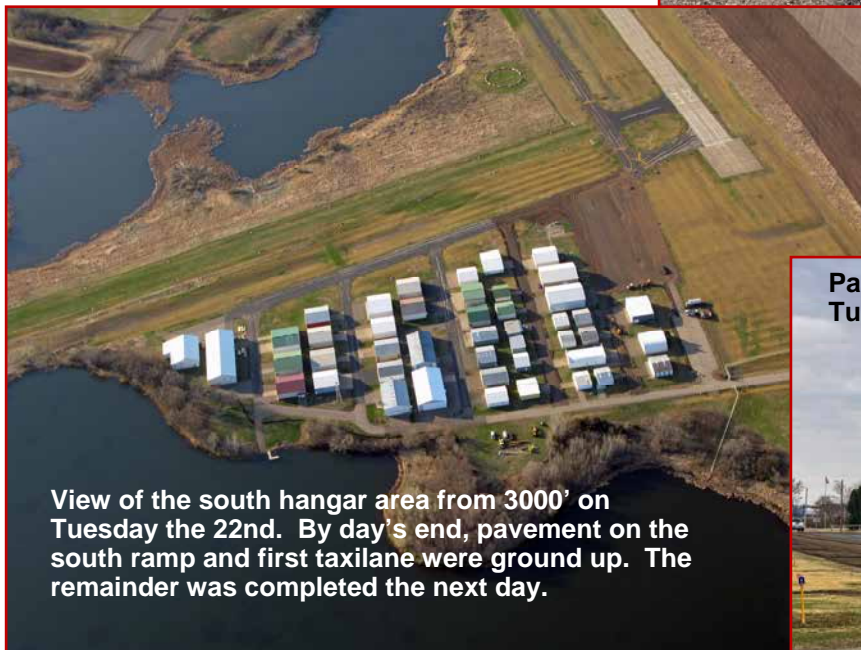 Pa
Tu
View of the south hangar area from 3000' on
Tuesday the 22nd.  By day's end, pavement on the
south ramp and first taxilane were ground up.  The
remainder was completed the next day.